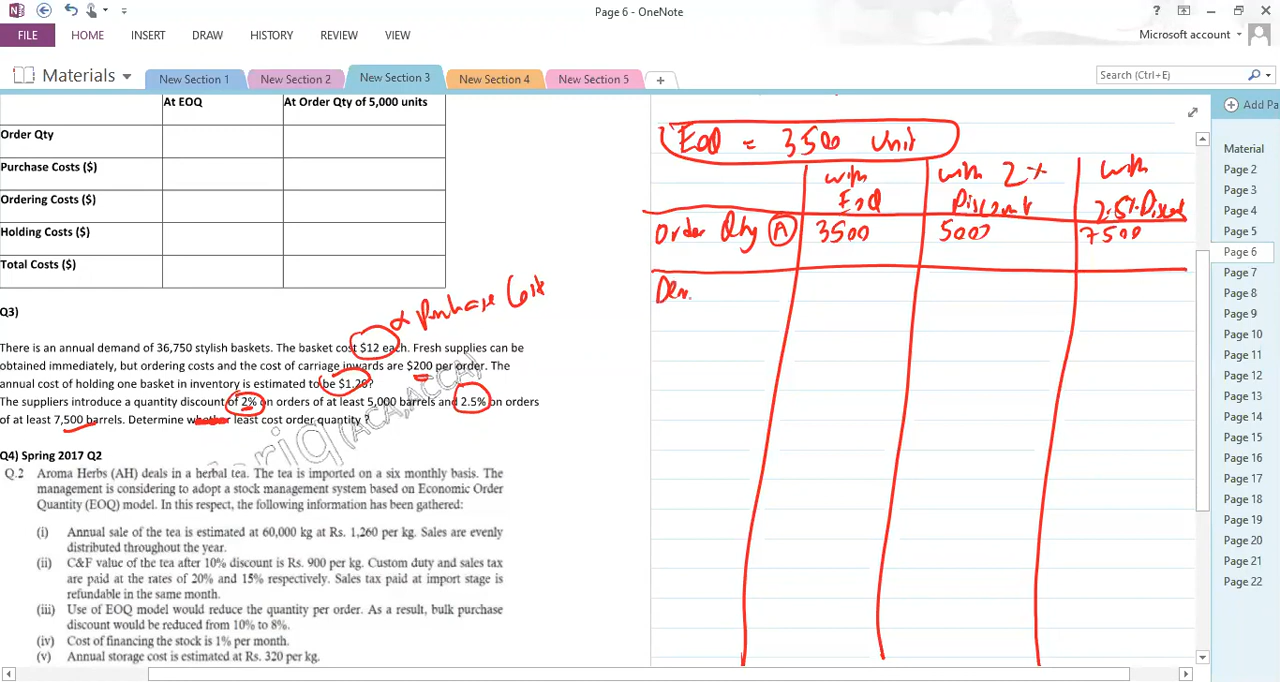 Page 6 - OneNote
FILE HOME INSERT DRAW HISTORY REVIEW VIEW
Microsoft account
Materials
New Section 1 New Section 2 New Section 3 New Section 4 New Section 5
Search (Ctrl+E)
At EOQ At Order Qty of 5,000 units
Order Qty
Purchase Costs ($)
Ordering Costs ($)
Holding Costs ($)
Total Costs ($)
Q3)
Purchase Cost
There is an annual demand of 36,750 stylish baskets. The basket cost $12 each. Fresh supplies can be
obtained immediately, but ordering costs and the cost of carriage inwards are $200 per order. The
annual cost of holding one basket in inventory is estimated to be $1.20?
The suppliers introduce a quantity discount of 2% on orders of at least 5,000 barrels and 2.5% on orders
of at least 7,500 barrels. Determine whether least cost order quantity ?
(ACA,ACCA)
Q4) Spring 2017 Q2
Q.2 Aroma Herbs (AH) deals in a herbal tea. The tea is imported on a six monthly basis. The
management is considering to adopt a stock management system based on Economic Order
Quantity (EOQ) model. In this respect, the following information has been gathered:
(i) Annual sale of the tea is estimated at 60,000 kg at Rs. 1,260 per kg. Sales are evenly
distributed throughout the year.
(ii) C&F value of the tea after 10% discount is Rs. 900 per kg. Custom duty and sales tax
are paid at the rates of 20% and 15% respectively. Sales tax paid at import stage is
refundable in the same month.
(iii) Use of EOQ model would reduce the quantity per order. As a result, bulk purchase
discount would be reduced from 10% to 8%.
(iv) Cost of financing the stock is 1% per month.
(v) Annual storage cost is estimated at Rs. 320 per kg.
EOQ = 3500 Unit
with EOQ
with 2% Discount
with 2.5%
Order Qty A 3500 5000 7500
Dem
Add Pa
Material
Page 2
Page 3
Page 4
Page 5
Page 6
Page 7
Page 8
Page 9
Page 10
Page 11
Page 12
Page 13
Page 14
Page 15
Page 16
Page 17
Page 18
Page 19
Page 20
Page 21
Page 22